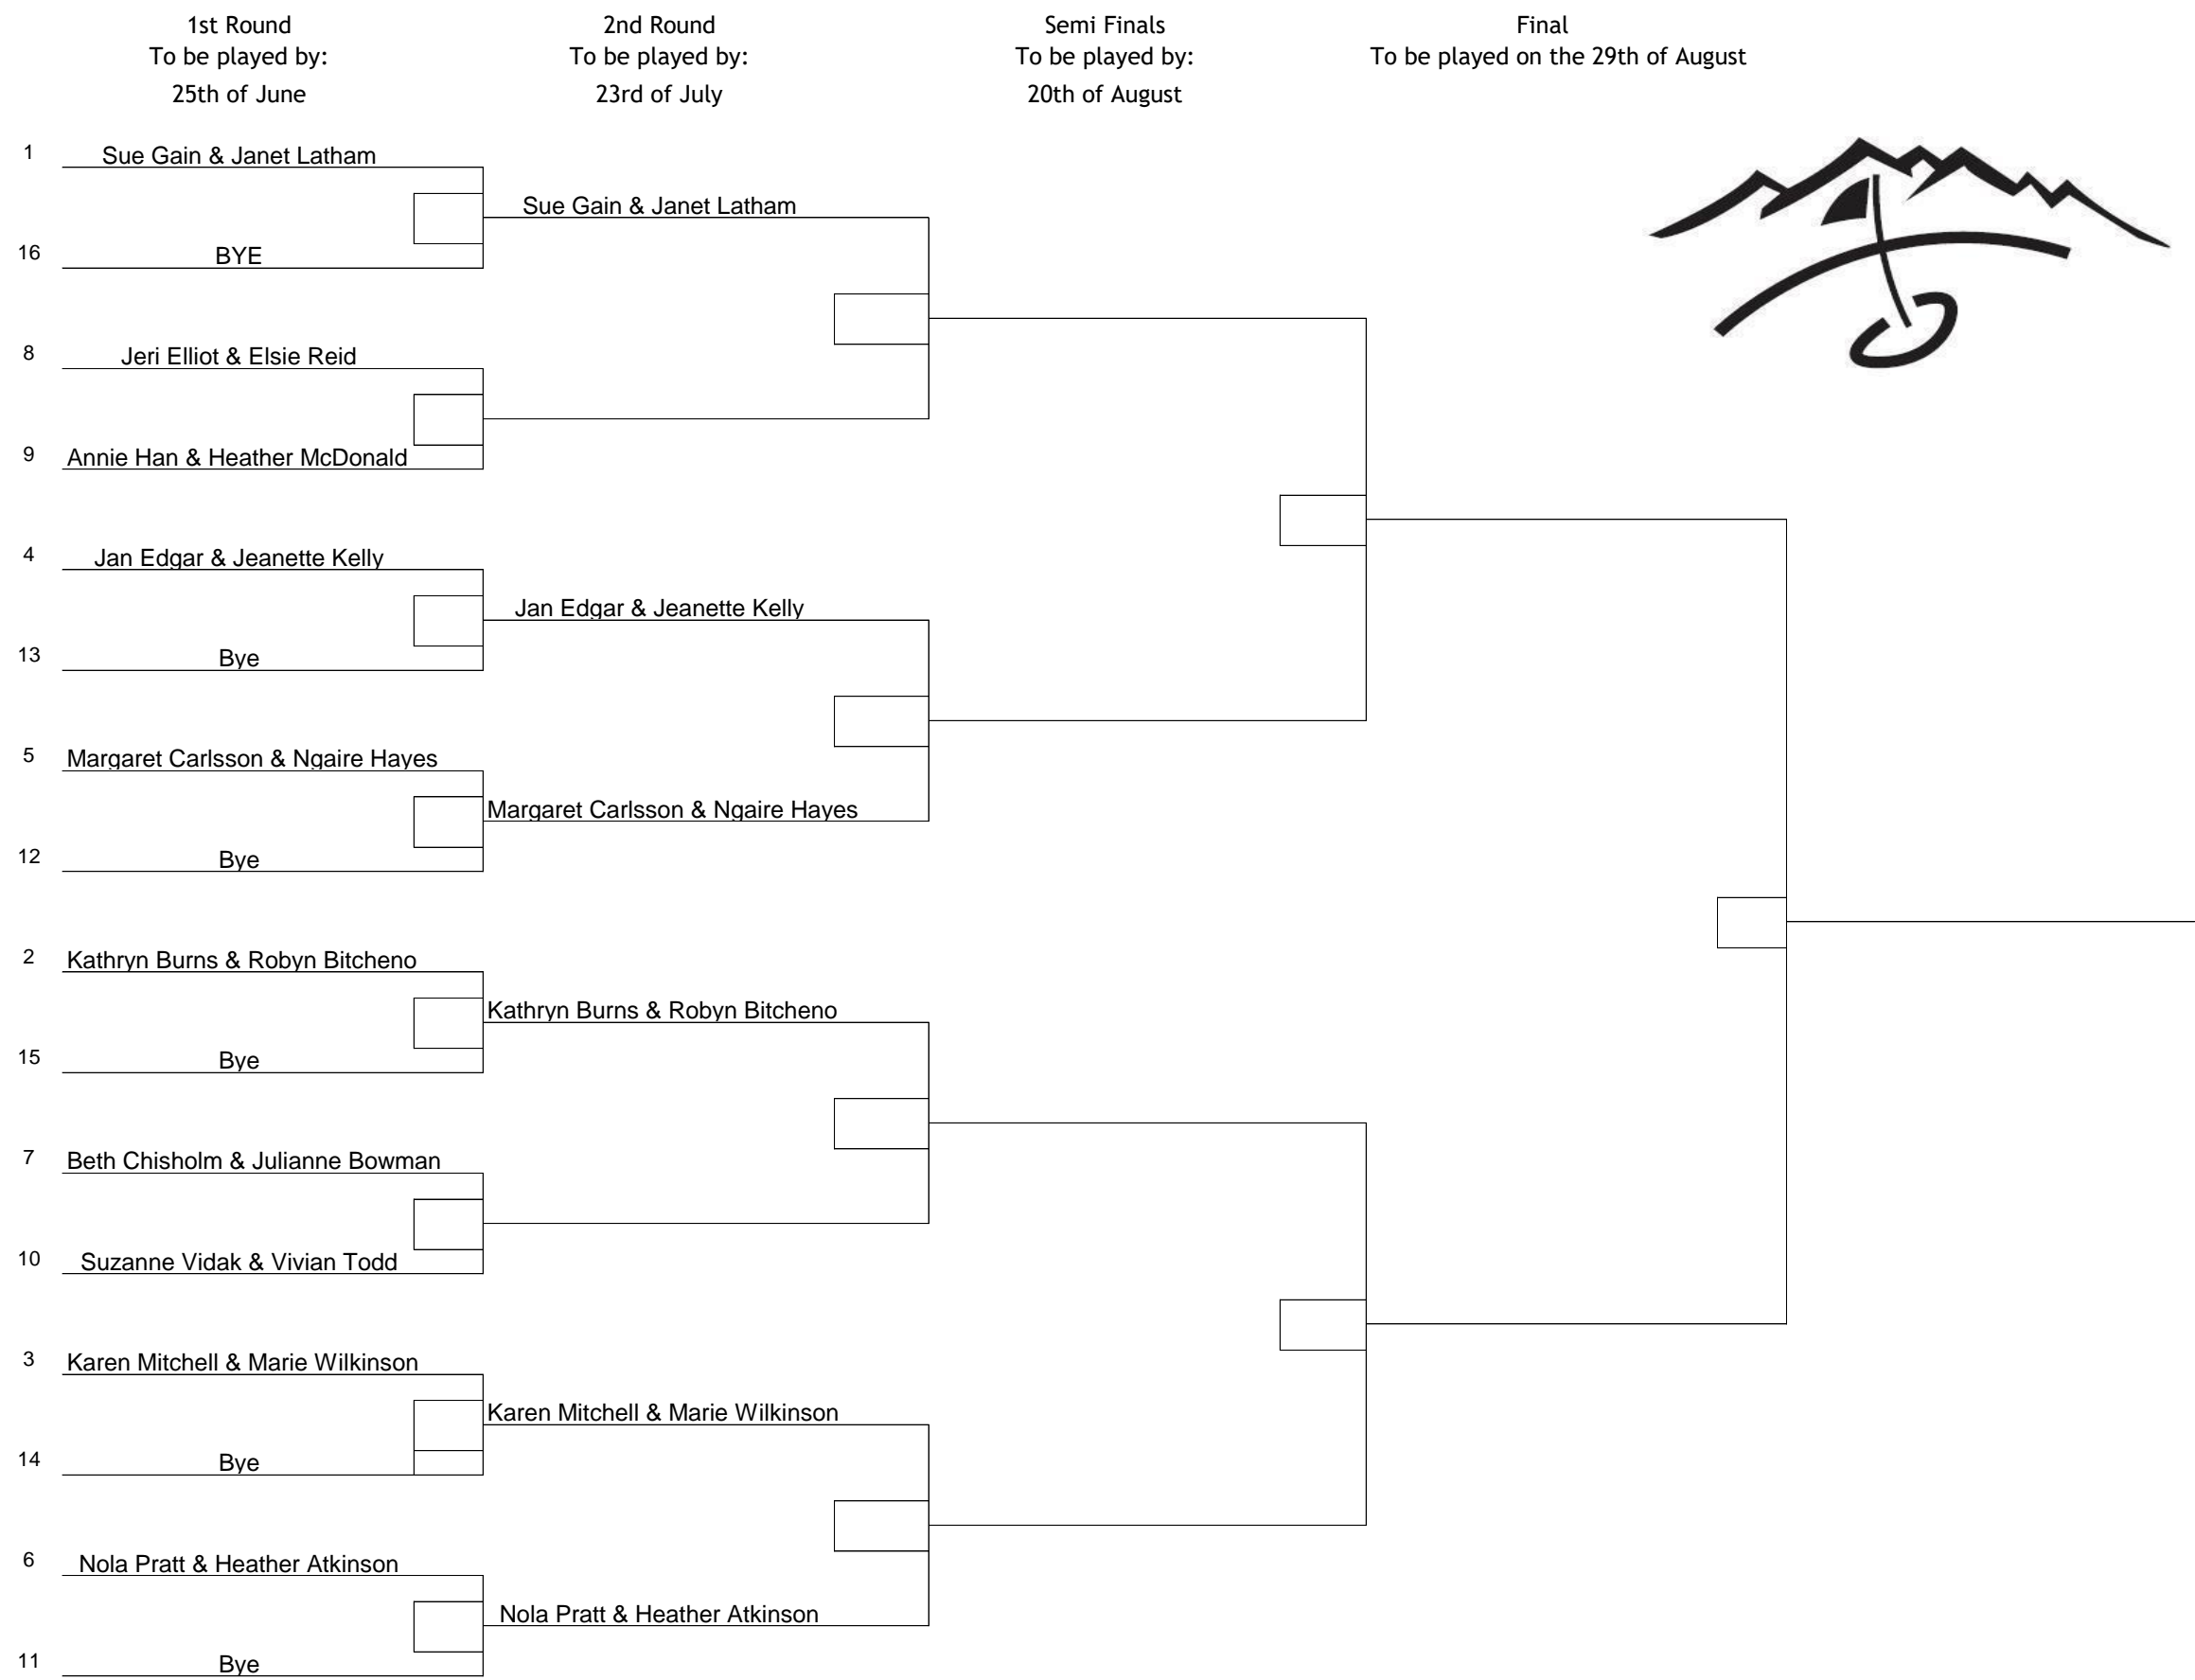 1st Round
To be played by:
25th of June
2nd Round
To be played by:
23rd of July
Semi Finals
To be played by:
20th of August
Final
To be played on the 29th of August
1 Sue Gain & Janet Latham
Sue Gain & Janet Latham
16 BYE
8 Jeri Elliot & Elsie Reid
9 Annie Han & Heather McDonald
4 Jan Edgar & Jeanette Kelly
Jan Edgar & Jeanette Kelly
13 Bye
5 Margaret Carlsson & Ngaire Hayes
Margaret Carlsson & Ngaire Hayes
12 Bye
2 Kathryn Burns & Robyn Bitcheno
Kathryn Burns & Robyn Bitcheno
15 Bye
7 Beth Chisholm & Julianne Bowman
10 Suzanne Vidak & Vivian Todd
3 Karen Mitchell & Marie Wilkinson
Karen Mitchell & Marie Wilkinson
14 Bye
6 Nola Pratt & Heather Atkinson
Nola Pratt & Heather Atkinson
11 Bye